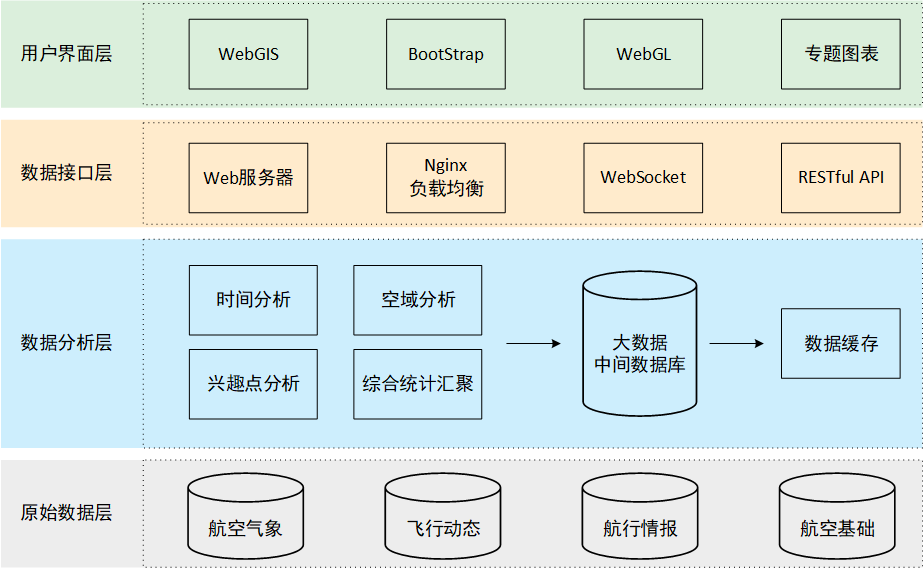 用户界面层
WebGIS
BootStrap
WebGL
专题图表
数据接口层
Web服务器
Nginx
负载均衡
WebSocket
RESTful API
数据分析层
时间分析
空域分析
兴趣点分析
综合统计汇聚
大数据
中间数据库
数据缓存
原始数据层
航空气象
飞行动态
航行情报
航空基础